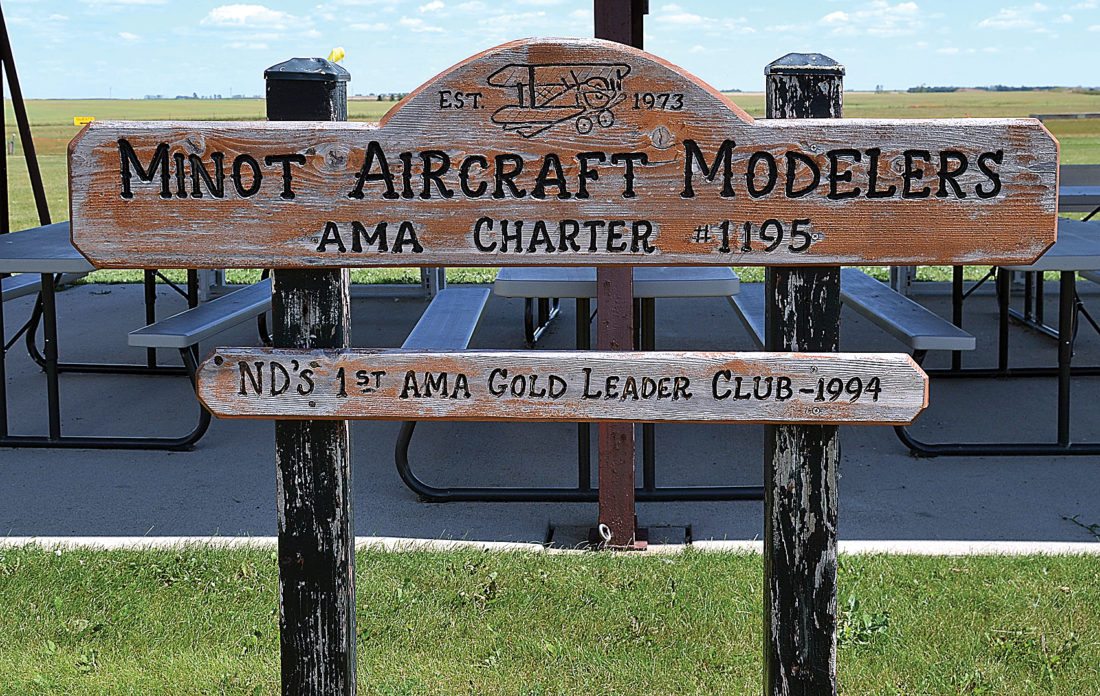 EST. 1973
MINOT AIRCRAFT MODELERS
AMA CHARTER #1195
ND'S 1ST AMA GOLD LEADER CLUB-1994